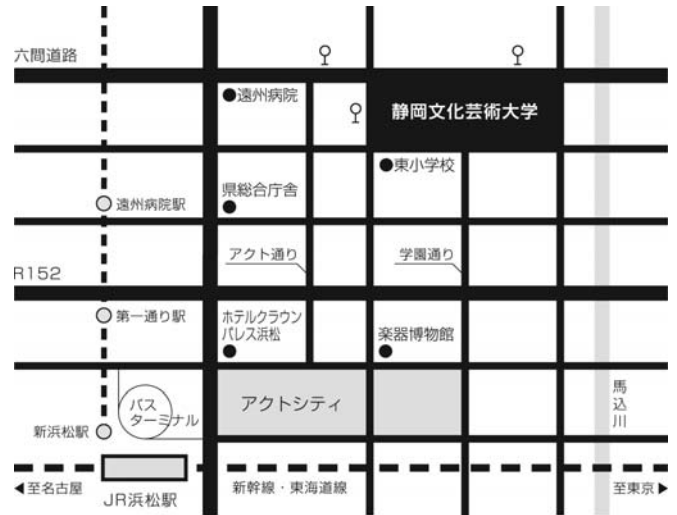 六間道路
●遠州病院
静岡文化芸術大学
●東小学校
県総合庁舎
●
遠州病院駅
アクト通り
学園通り
R152
第一通り駅
ホテルクラウン
パレス浜松
●
楽器博物館
●
バス
ターミナル
アクトシティ
馬込川
新浜松駅
◀至名古屋
JR浜松駅
新幹線・東海道線
至東京▶